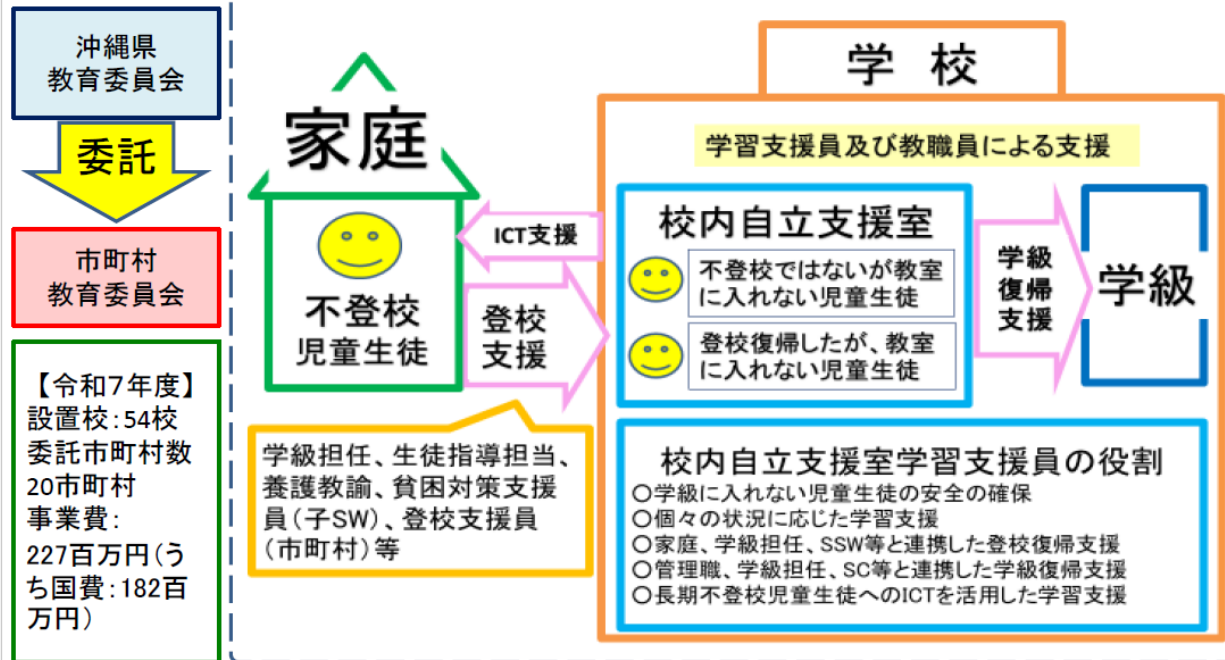 沖縄県
教育委員会
委託
市町村
教育委員会
【令和7年度】
設置校:54校
委託市町村数
20市町村
事業費:
227百万円(う
ち国費:182百
万円)
家庭
不登校
児童生徒
ICT支援
登校
支援
学級担任、生徒指導担当、
養護教諭、貧困対策支援
員(子SW)、登校支援員
(市町村)等
学 校
学習支援員及び教職員による支援
校内自立支援室
不登校ではないが教室
に入れない児童生徒
登校復帰したが、教室
に入れない児童生徒
学級
復帰
支援
学級
校内自立支援室学習支援員の役割
○学級に入れない児童生徒の安全の確保
○個々の状況に応じた学習支援
○家庭、学級担任、SSW等と連携した登校復帰支援
○管理職、学級担任、SC等と連携した学級復帰支援
○長期不登校児童生徒へのICTを活用した学習支援